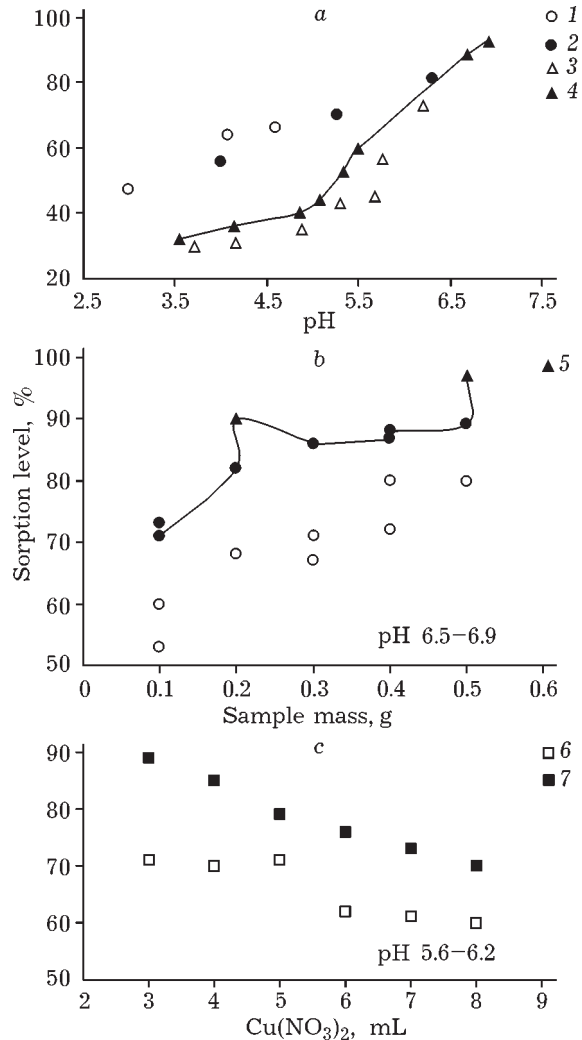 a
100
80
60
40
20
2.5 3.5 4.5 5.5 6.5 7.5
pH
1
2
3
4
Sorption level, %
b
100
90
80
70
60
50
0 0.1 0.2 0.3 0.4 0.5 0.6
Sample mass, g
pH 6.5–6.9
5
c
90
80
70
60
50
2 3 4 5 6 7 8 9
Cu(NO3)2, mL
pH 5.6–6.2
6
7